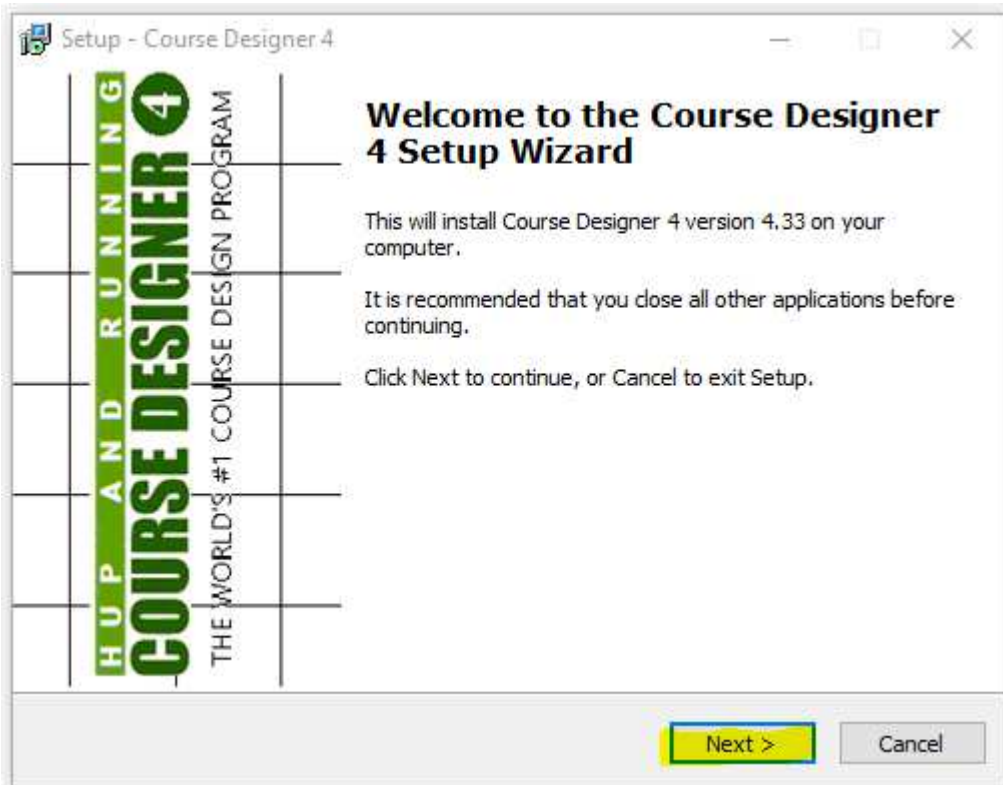 Setup - Course Designer 4
HUP AND RUNNING
COURSE DESIGNER 4
THE WORLD'S #1 COURSE DESIGN PROGRAM
Welcome to the Course Designer
4 Setup Wizard
This will install Course Designer 4 version 4.33 on your
computer.
It is recommended that you close all other applications before
continuing.
Click Next to continue, or Cancel to exit Setup.
Next >
Cancel